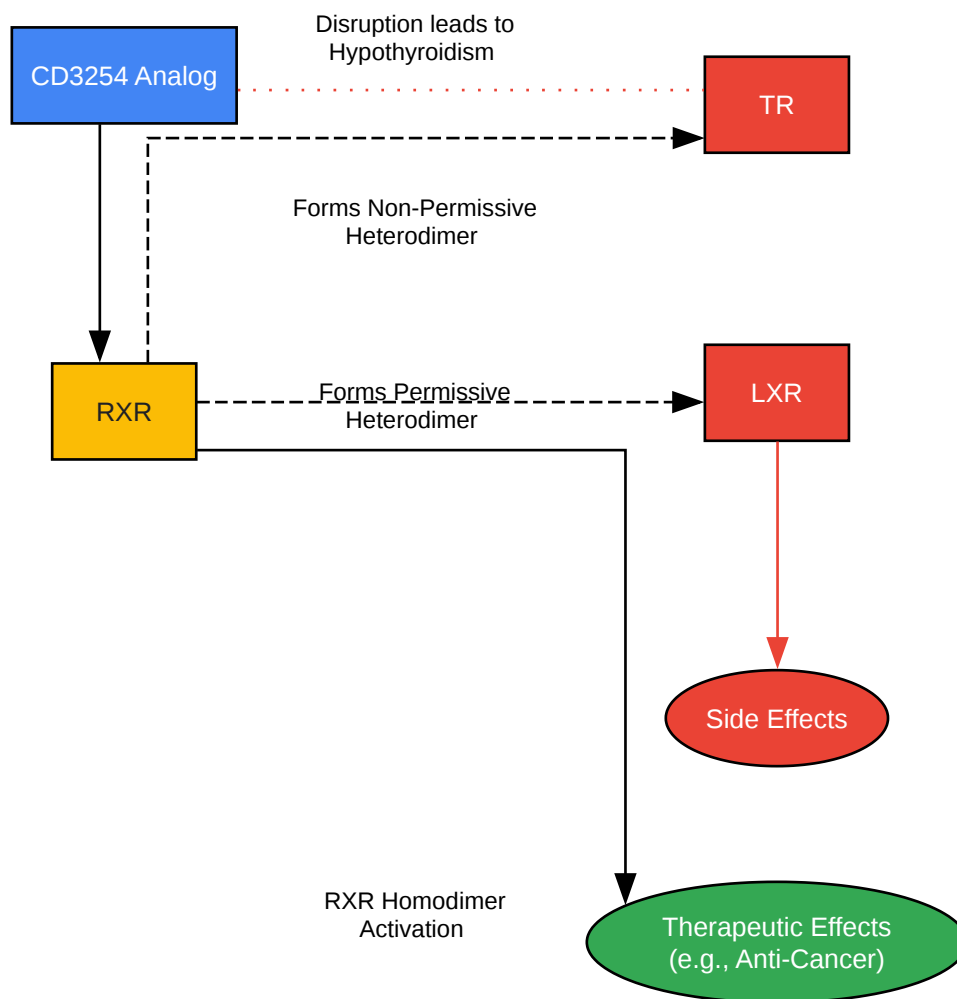 Disruption leads to
Hypothyroidism
CD3254 Analog
TR
Forms Non-Permissive
Heterodimer
RXR
Forms Permissive
Heterodimer
LXR
Side Effects
RXR Homodimer
Activation
Therapeutic Effects
(e.g., Anti-Cancer)